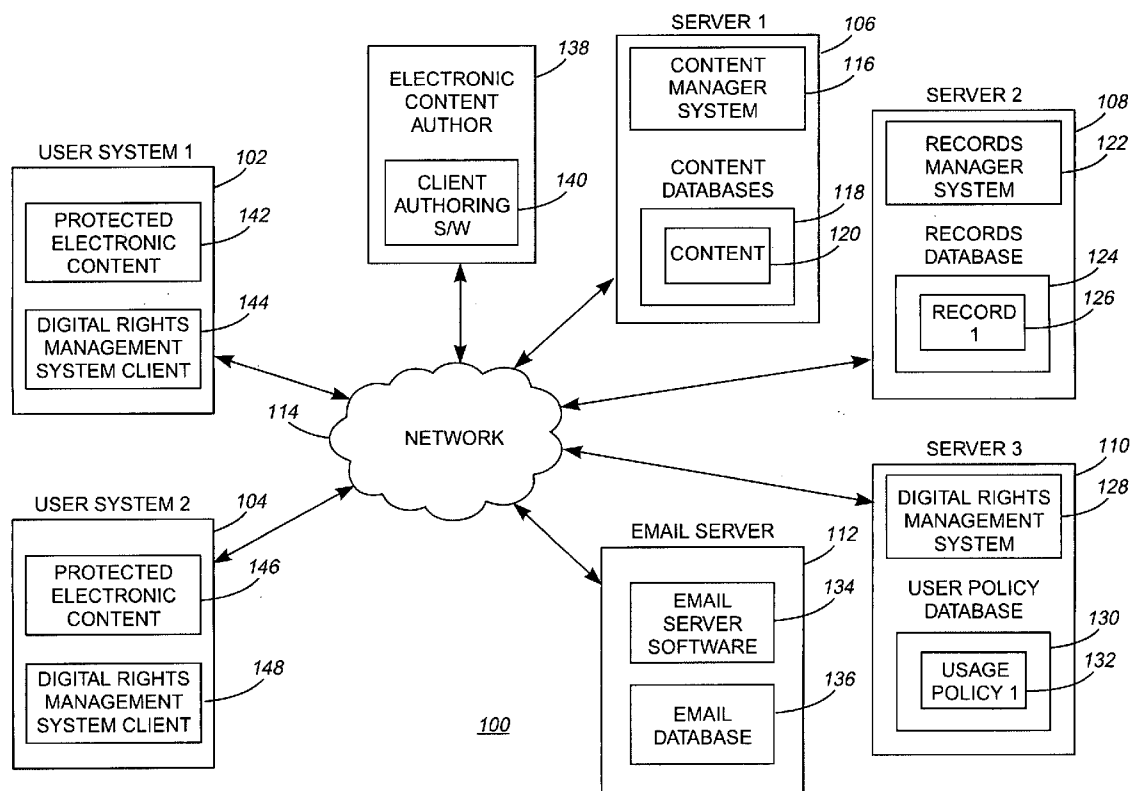 SERVER 1
106
CONTENT
MANAGER
SYSTEM
116
CONTENT
DATABASES
118
CONTENT
120
138
ELECTRONIC
CONTENT
AUTHOR
CLIENT
AUTHORING
S/W
140
SERVER 2
108
RECORDS
MANAGER
SYSTEM
122
RECORDS
DATABASE
124
RECORD
1
126
USER SYSTEM 1
102
PROTECTED
ELECTRONIC
CONTENT
142
DIGITAL RIGHTS
MANAGEMENT
SYSTEM CLIENT
144
114
NETWORK
USER SYSTEM 2
104
PROTECTED
ELECTRONIC
CONTENT
146
DIGITAL RIGHTS
MANAGEMENT
SYSTEM CLIENT
148
100
EMAIL SERVER
112
EMAIL
SERVER
SOFTWARE
134
EMAIL
DATABASE
136
SERVER 3
110
DIGITAL RIGHTS
MANAGEMENT
SYSTEM
128
USER POLICY
DATABASE
130
USAGE
POLICY 1
132